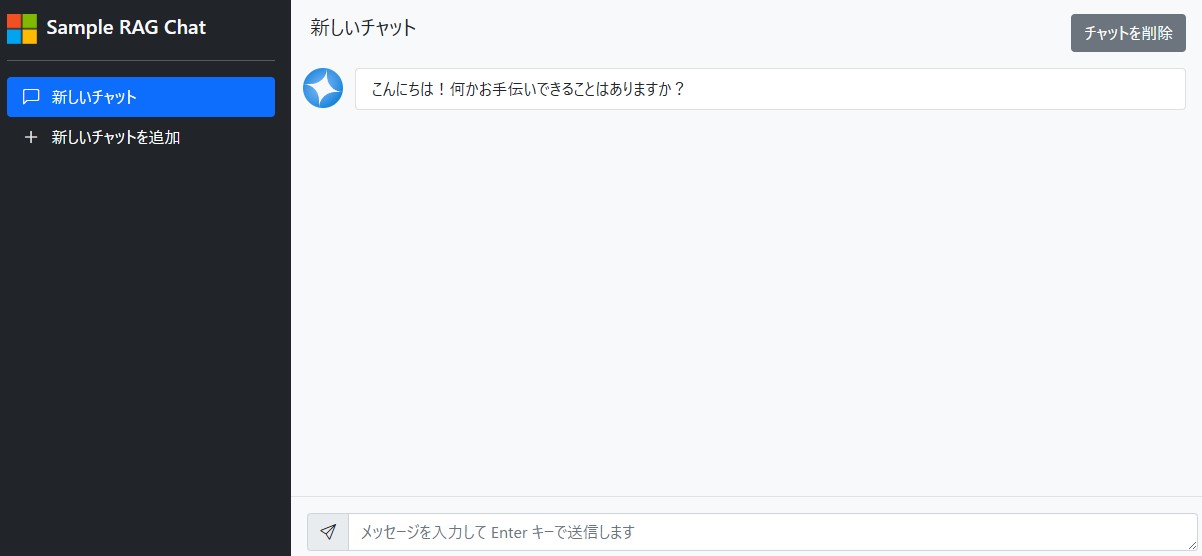 Sample RAG Chat
新しいチャット
新しいチャットを追加
新しいチャット
チャットを削除
こんにちは！何かお手伝いできることはありますか？
メッセージを入力して Enter キーで送信します